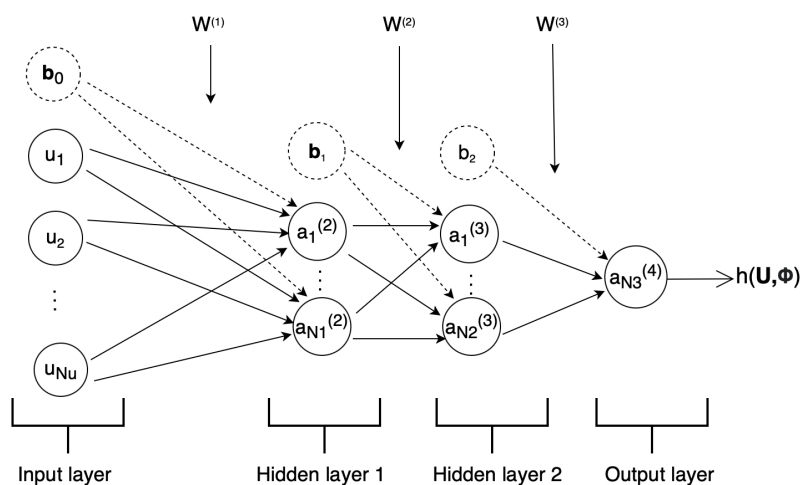 W⁽¹⁾ W⁽²⁾ W⁽³⁾
b₀
u₁ b₁ b₂
u₂ a₁⁽²⁾ a₁⁽³⁾
aN3⁽⁴⁾ h(U,Φ)
aN1⁽²⁾ aN2⁽³⁾
uNu
Input layer Hidden layer 1 Hidden layer 2 Output layer